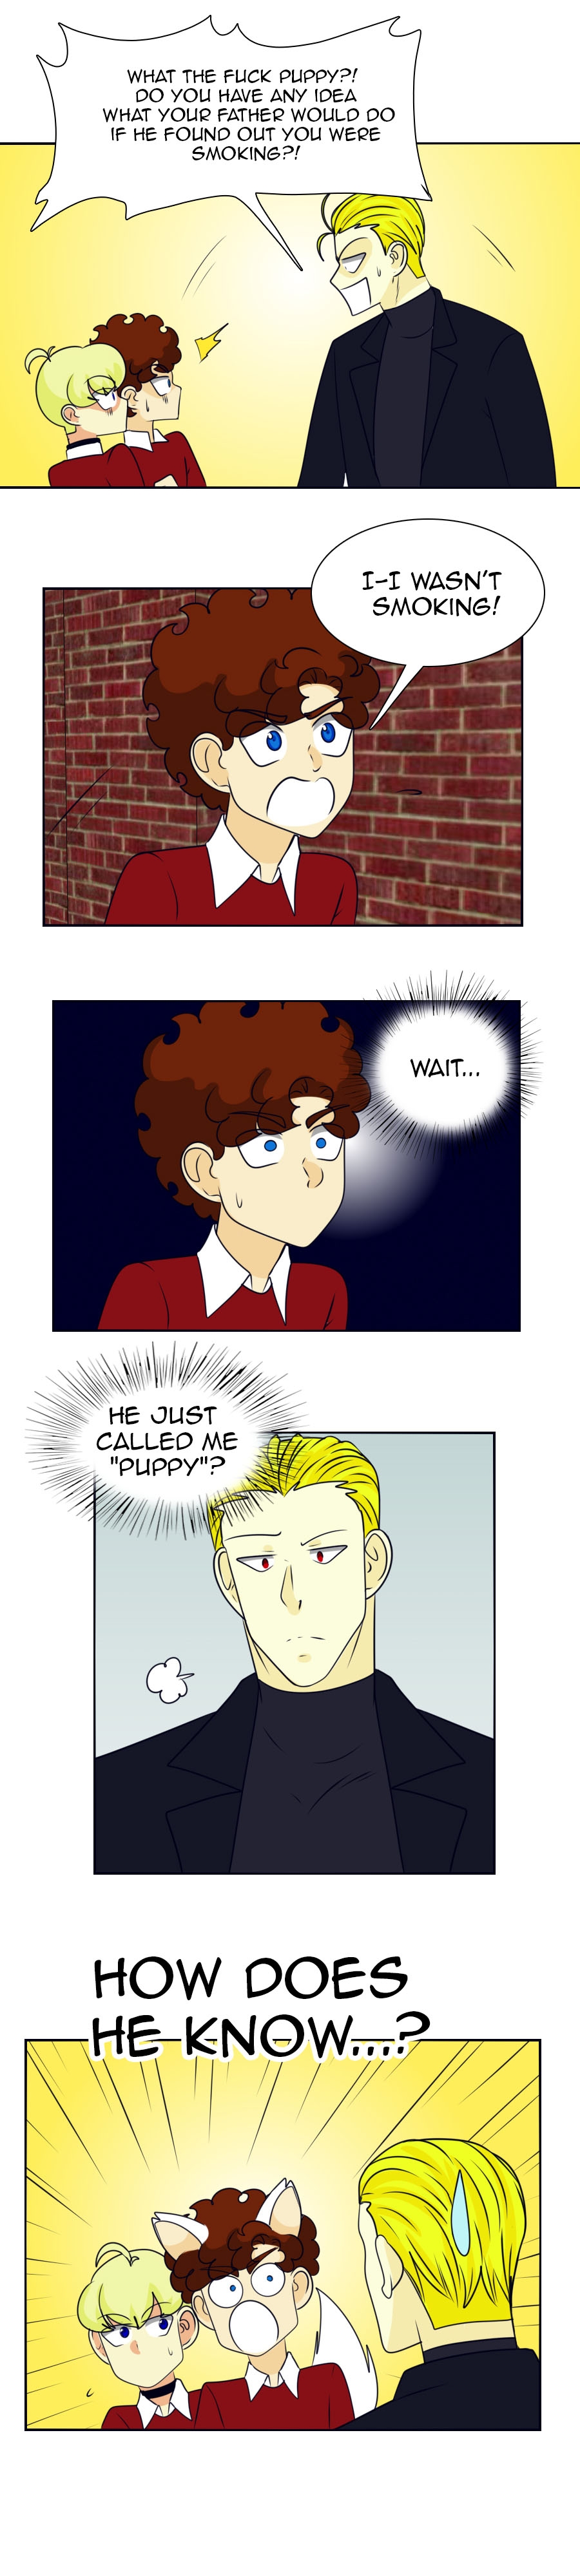 WHAT THE FUCK PUPPY?!
DO YOU HAVE ANY IDEA
WHAT YOUR FATHER WOULD DO
IF HE FOUND OUT YOU WERE
SMOKING?!
I-I WASN'T
SMOKING!
WAIT...
HE JUST
CALLED ME
"PUPPY"?
HOW DOES
HE KNOW...?